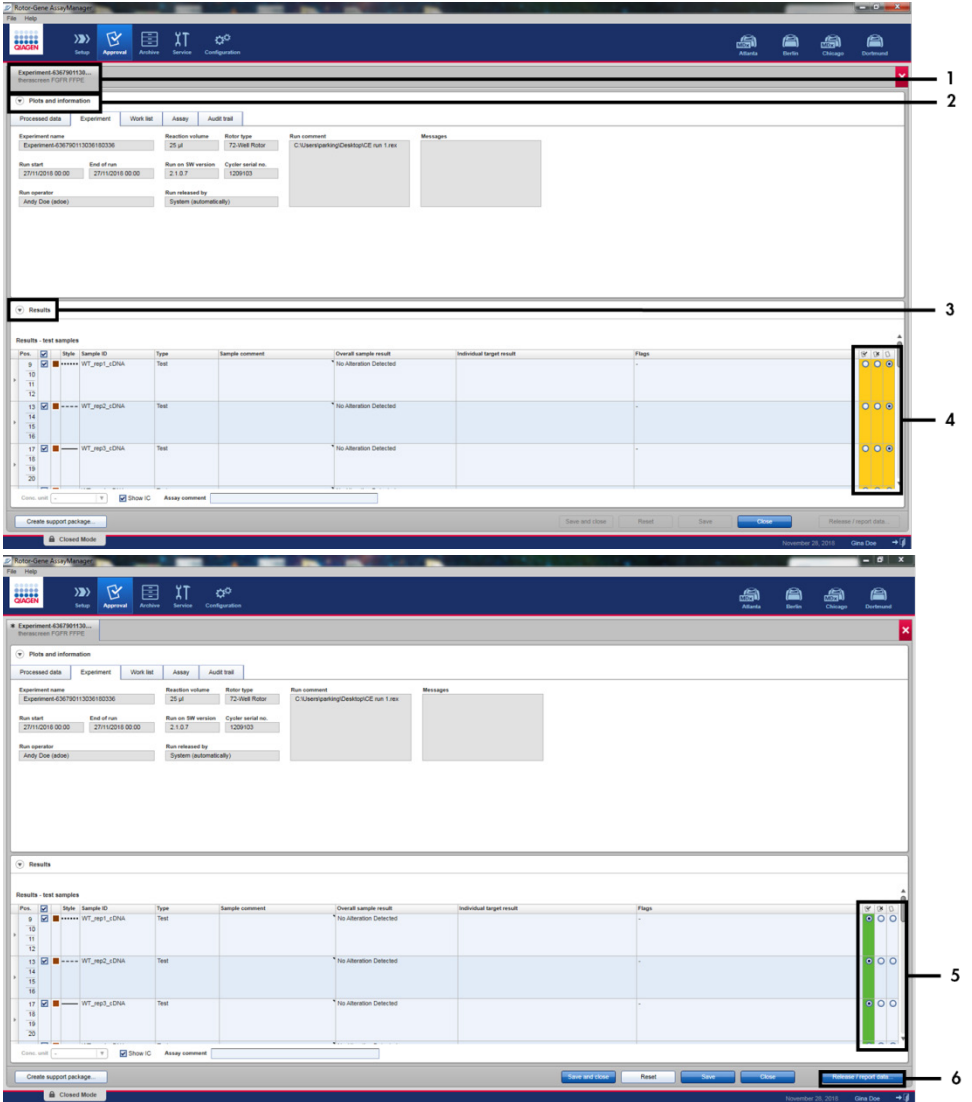 Rotor-Gene AssayManager
File Help
QIAGEN Setup Approval Archive Service Configuration Atlanta Berlin Chicago Dortmund
Experiment-6367901130...
therascreen FGFR FFPE
1
Plots and information
2
Processed data Experiment Work list Assay Audit trail
Experiment name Reaction volume Rotor type Run comment Messages
Experiment-636790113036180336 25 µl 72-Well Rotor C:\Users\parking\Desktop\CE run 1.rex
Run start End of run Run on SW version Cycler serial no.
27/11/2018 00:00 27/11/2018 00:00 2.1.0.7 1209103
Run operator Run released by
Andy Doe (adoe) System (automatically)
Results
3
Results - test samples
Pos. Style Sample ID Type Sample comment Overall sample result Individual target result Flags
9 WT_rep1_cDNA Test No Alteration Detected -
10
11
12
13 WT_rep2_cDNA Test No Alteration Detected -
4
14
15
16
17 WT_rep3_cDNA Test No Alteration Detected -
18
19
20
Conc. unit - Show IC Assay comment
Create support package... Save and close Reset Save Close Release / report data...
Closed Mode November 28, 2018 Gina Doe
Rotor-Gene AssayManager
File Help
QIAGEN Setup Approval Archive Service Configuration Atlanta Berlin Chicago Dortmund
Experiment-6367901130...
therascreen FGFR FFPE
Plots and information
Processed data Experiment Work list Assay Audit trail
Experiment name Reaction volume Rotor type Run comment Messages
Experiment-636790113036180336 25 µl 72-Well Rotor C:\Users\parking\Desktop\CE run 1.rex
Run start End of run Run on SW version Cycler serial no.
27/11/2018 00:00 27/11/2018 00:00 2.1.0.7 1209103
Run operator Run released by
Andy Doe (adoe) System (automatically)
Results
Results - test samples
Pos. Style Sample ID Type Sample comment Overall sample result Individual target result Flags
9 WT_rep1_cDNA Test No Alteration Detected -
10
11
12
13 WT_rep2_cDNA Test No Alteration Detected -
14
5
15
16
17 WT_rep3_cDNA Test No Alteration Detected -
18
19
20
Conc. unit - Show IC Assay comment
Create support package... Save and close Reset Save Close Release / report data...
6
Closed Mode November 28, 2018 Gina Doe